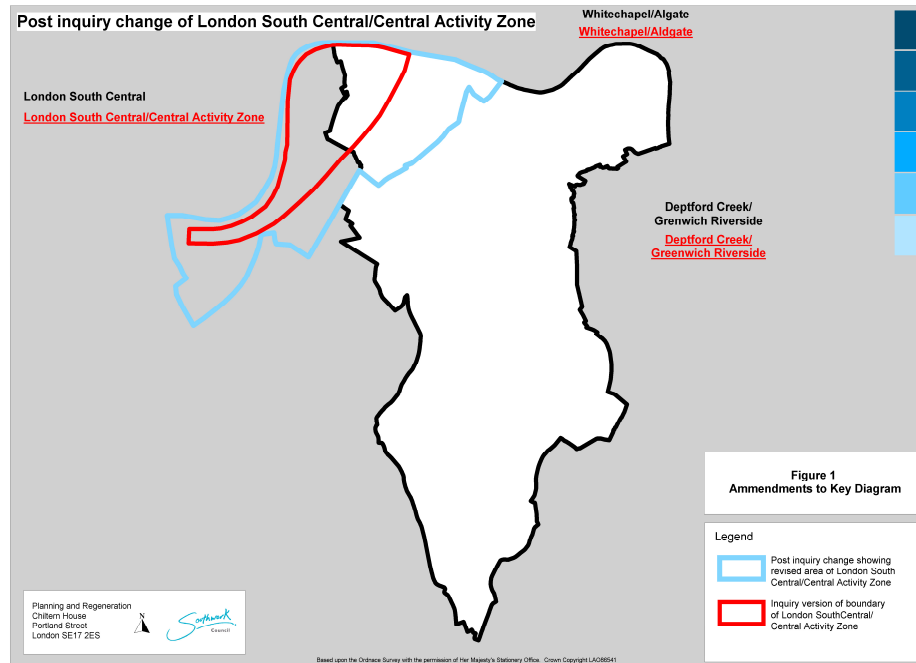 Post inquiry change of London South Central/Central Activity Zone
Whitechapel/Algate
Whitechapel/Aldgate
London South Central
London South Central/Central Activity Zone
Deptford Creek/
Grenwich Riverside
Deptford Creek/
Greenwich Riverside
Figure 1
Ammendments to Key Diagram
Legend
Post inquiry change showing
revised area of London South
Central/Central Activity Zone
Inquiry version of boundary
of London SouthCentral/
Central Activity Zone
Planning and Regeneration
Chiltern House
Portland Street
London SE17 2ES
N
Southwark
Council
Based upon the Ordnace Survey with the permission of Her Majesty's Stationery Office. Crown Copyright LAO86541